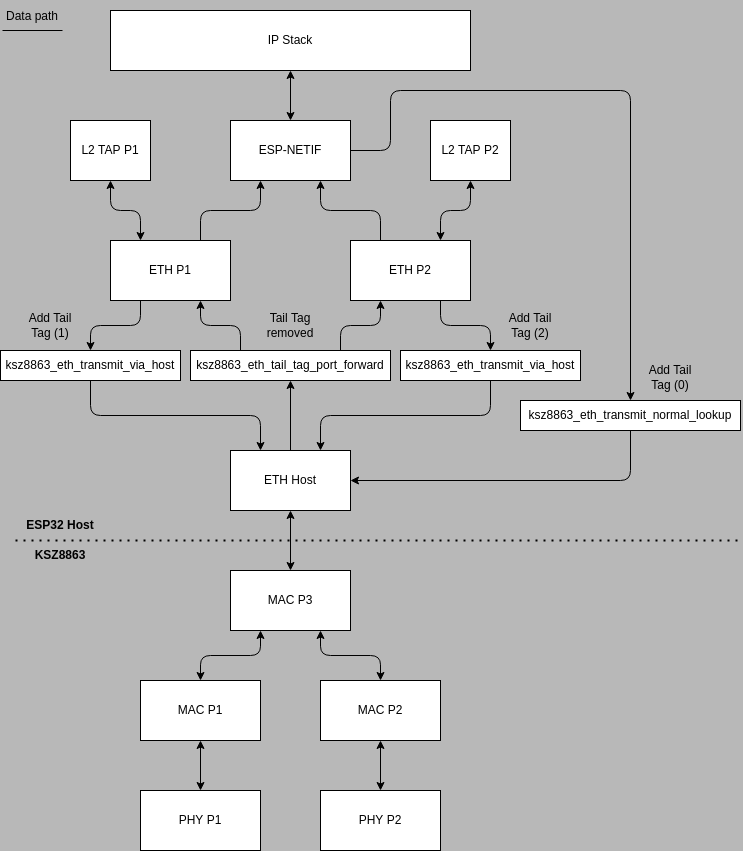 Data path
IP Stack
L2 TAP P1
ESP-NETIF
L2 TAP P2
ETH P1
ETH P2
Add Tail
Tag (1)
Tail Tag
removed
Add Tail
Tag (2)
ksz8863_eth_transmit_via_host
ksz8863_eth_tail_tag_port_forward
ksz8863_eth_transmit_via_host
Add Tail
Tag (0)
ksz8863_eth_transmit_normal_lookup
ETH Host
ESP32 Host
KSZ8863
MAC P3
MAC P1
MAC P2
PHY P1
PHY P2